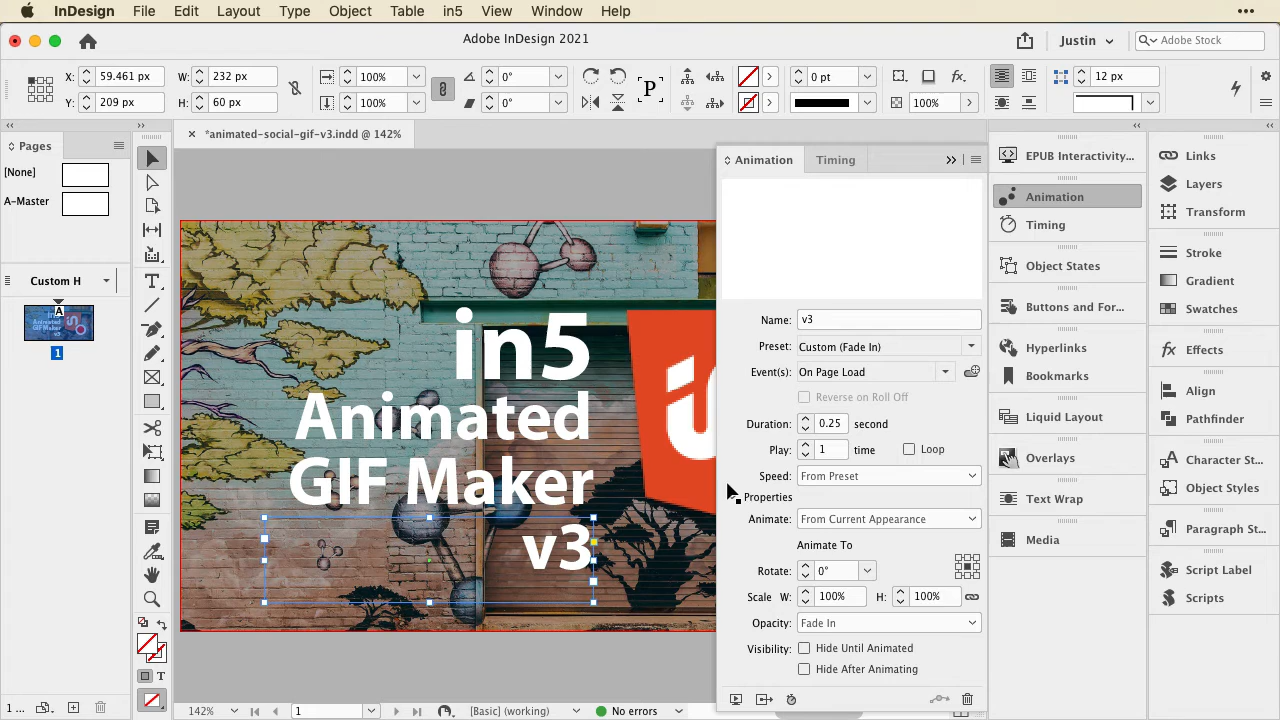 InDesign File Edit Layout Type Object Table in5 View Window Help
Adobe InDesign 2021
Justin
Adobe Stock
X: 59.461 px W: 232 px 100% 0° P fx. 0 pt 12 px
Y: 209 px H: 60 px 100% 0° 100%
Pages
*animated-social-gif-v3.indd @ 142%
[None]
A-Master
Custom H
A
1
in5
Animated
GIF Maker
v3
Animation Timing
Name: v3
Preset: Custom (Fade In)
Event(s): On Page Load
Reverse on Roll Off
Duration: 0.25 second
Play: 1 time Loop
Speed: From Preset
Properties
Animate: From Current Appearance
Animate To
Rotate: 0°
Scale W: 100% H: 100%
Opacity: Fade In
Visibility: Hide Until Animated
Hide After Animating
EPUB Interactivity...
Animation
Timing
Object States
Buttons and For...
Hyperlinks
Bookmarks
Liquid Layout
Overlays
Text Wrap
Media
Links
Layers
Transform
Stroke
Gradient
Swatches
Effects
Align
Pathfinder
Character St...
Object Styles
Paragraph St...
Script Label
Scripts
1 ...
142% 1 [Basic] (working) No errors